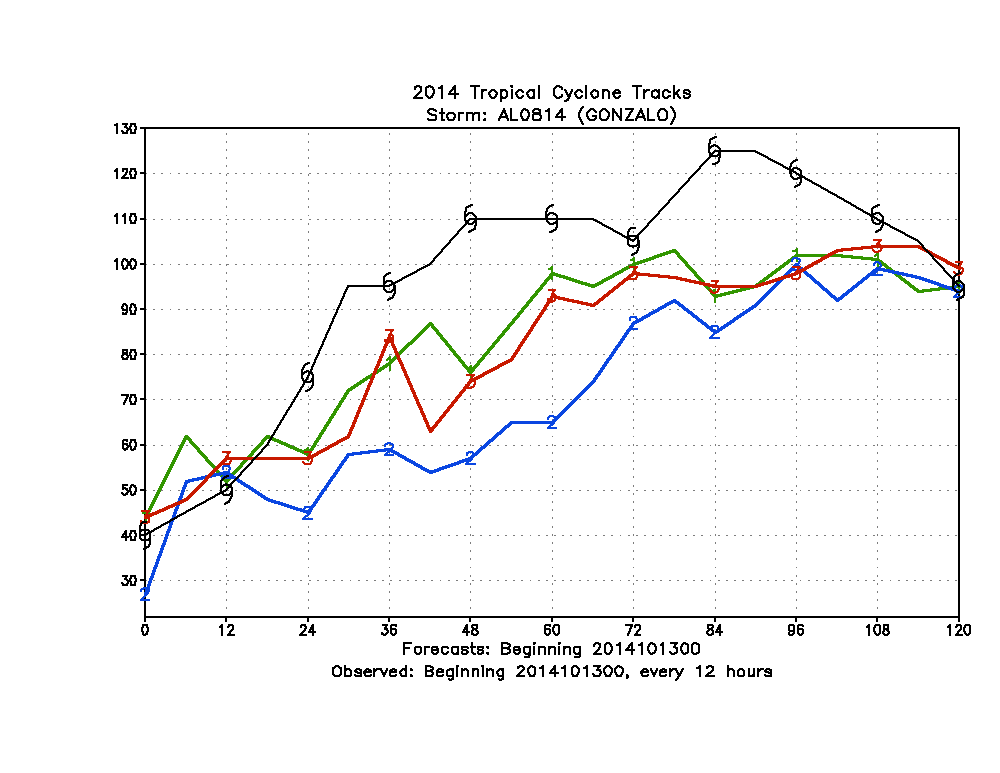 2014 Tropical Cyclone Tracks
Storm: AL0814 (GONZALO)
130
120
110
100
90
80
70
60
50
40
30
0 12 24 36 48 60 72 84 96 108 120
Forecasts: Beginning 2014101300
Observed: Beginning 2014101300, every 12 hours